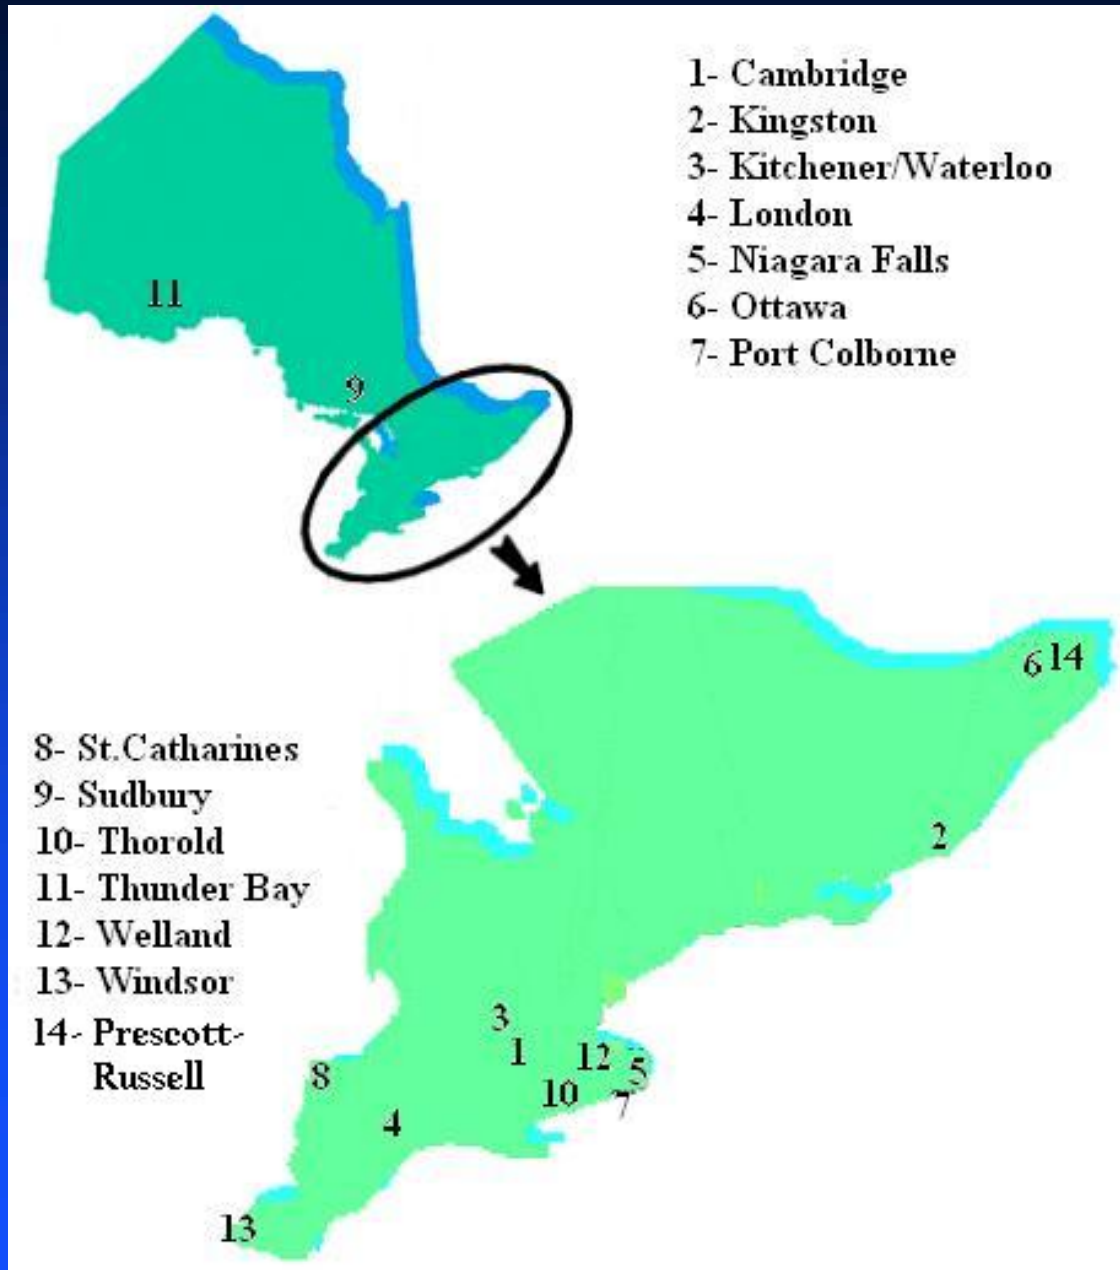 1- Cambridge
2- Kingston
3- Kitchener/Waterloo
4- London
5- Niagara Falls
6- Ottawa
7- Port Colborne
11
9
6 14
8- St.Catharines
9- Sudbury
10- Thorold
11- Thunder Bay
12- Welland
13- Windsor
14- Prescott-
Russell
2
3
1
12
5
8
10
7
4
13